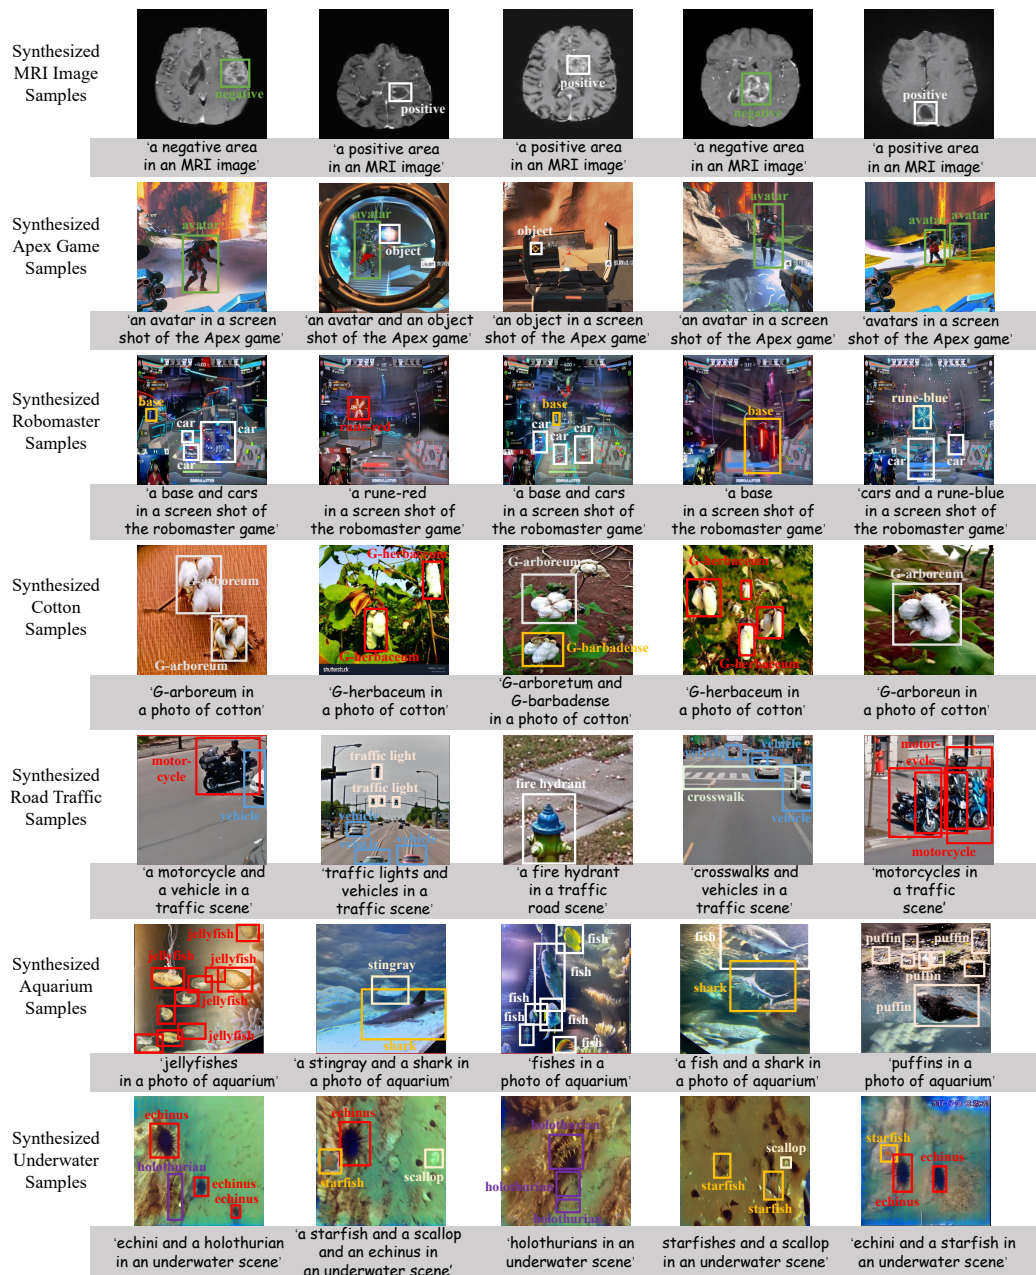 Synthesized
MRI Image
Samples
negative
positive
positive
negative
positive
‘a negative area
in an MRI image’
‘a positive area
in an MRI image’
‘a positive area
in an MRI image’
‘a negative area
in an MRI image’
‘a positive area
in an MRI image’
Synthesized
Apex Game
Samples
avatar
avatar
object
object
avatar
avatar
avatar
‘an avatar in a screen
shot of the Apex game’
‘an avatar and an object
shot of the Apex game’
‘an object in a screen
shot of the Apex game’
‘an avatar in a screen
shot of the Apex game’
‘avatars in a screen
shot of the Apex game’
Synthesized
Robomaster
Samples
base
car
car
car
rune-red
base
car
car
car
base
rune-blue
car
car
‘a base and cars
in a screen shot of
the robomaster game’
‘a rune-red
in a screen shot of
the robomaster game’
‘a base and cars
in a screen shot of
the robomaster game’
‘a base
in a screen shot of
the robomaster game’
‘cars and a rune-blue
in a screen shot of
the robomaster game’
Synthesized
Cotton
Samples
G-arboreum
G-arboreum
G-herbaceum
G-herbaceum
shutterstock
G-arboreum
G-barbadense
G-herbaceum
G-herbaceum
G-arboreum
‘G-arboreum in
a photo of cotton’
‘G-herbaceum in
a photo of cotton’
‘G-arboretum and
G-barbadense
in a photo of cotton’
‘G-herbaceum in
a photo of cotton’
‘G-arboreun in
a photo of cotton’
Synthesized
Road Traffic
Samples
motor-
cycle
vehicle
traffic light
traffic light
vehicle
vehicle
vehicle
fire hydrant
vehicle
vehicle
crosswalk
vehicle
motor-
cycle
motorcycle
‘a motorcycle and
a vehicle in a
traffic scene’
‘traffic lights and
vehicles in a
traffic scene’
‘a fire hydrant
in a traffic
road scene’
‘crosswalks and
vehicles in a
traffic scene’
‘motorcycles in
a traffic
scene’
Synthesized
Aquarium
Samples
jellyfish
jellyfish
jellyfish
jellyfish
jellyfish
stingray
shark
fish
fish
fish
fish
fish
fish
fish
shark
puffin
puffin
puffin
puffin
‘jellyfishes
in a photo of aquarium’
‘a stingray and a shark in
a photo of aquarium’
‘fishes in a
photo of aquarium’
‘a fish and a shark in
a photo of aquarium’
‘puffins in a
photo of aquarium’
Synthesized
Underwater
Samples
echinus
holothurian
echinus
echinus
echinus
starfish
scallop
holothurian
holothurian
holothurian
scallop
starfish
starfish
starfish
echinus
echinus
‘echini and a holothurian
in an underwater scene’
‘a starfish and a scallop
and an echinus in
an underwater scene’
‘holothurians in an
underwater scene’
starfishes and a scallop
in an underwater scene’
‘echini and a starfish in
an underwater scene’